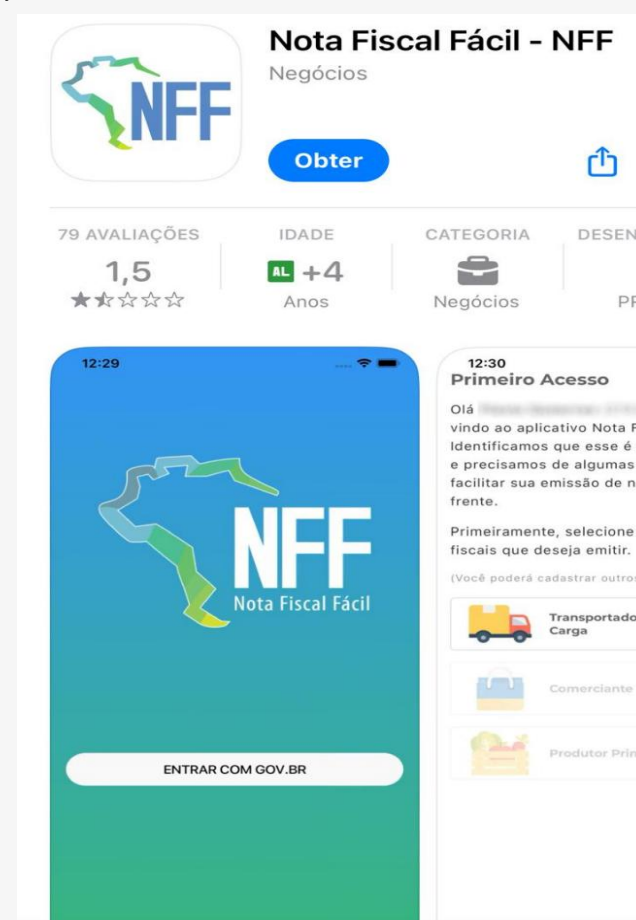 NFF
Nota Fiscal Fácil - NFF
Negócios
Obter
79 AVALIAÇÕES
1,5
IDADE
AL +4
Anos
CATEGORIA
Negócios
DESEN
PR
12:29
NFF
Nota Fiscal Fácil
ENTRAR COM GOV.BR
12:30
Primeiro Acesso
Olá
vindo ao aplicativo Nota F
Identificamos que esse é
e precisamos de algumas
facilitar sua emissão de n
frente.
Primeiramente, selecione
fiscais que deseja emitir.
(Você poderá cadastrar outros
Transportado
Carga
Comerciante
Produtor Prim